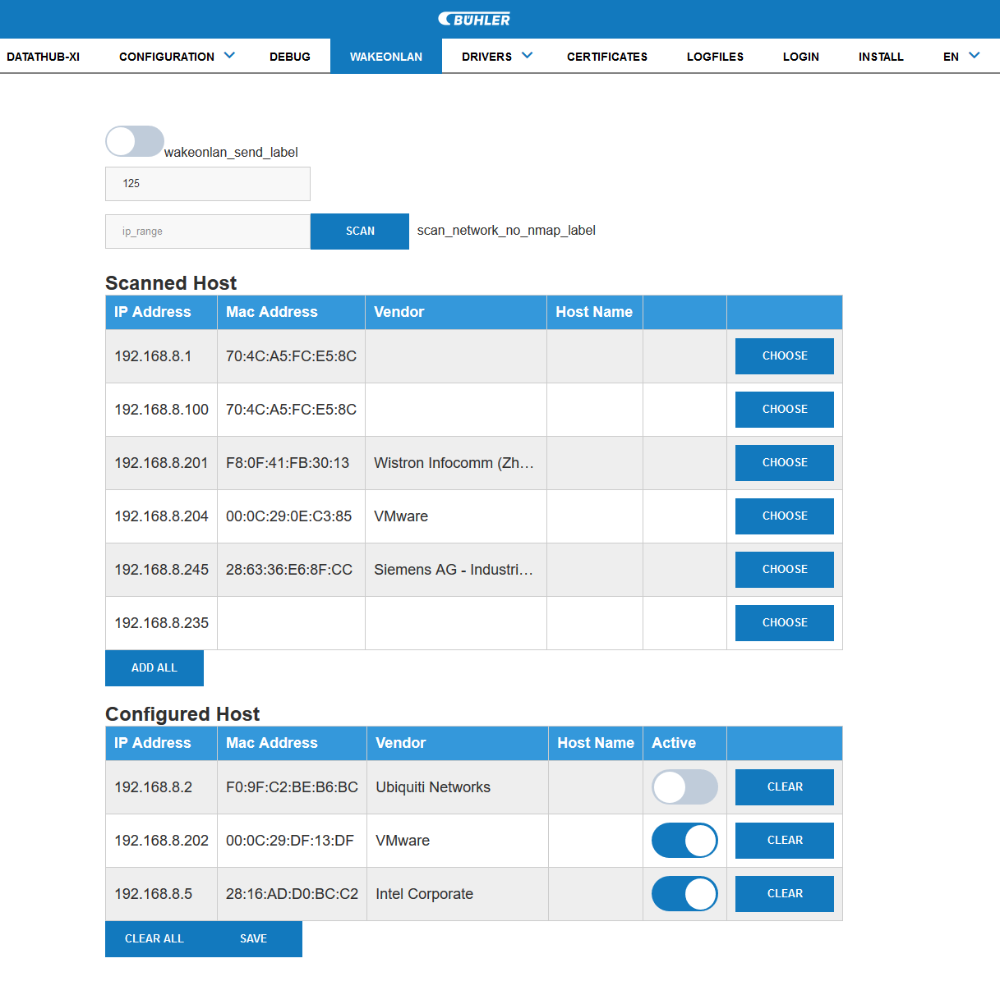 BÜHLER
DATATHUB-XI CONFIGURATION DEBUG WAKEONLAN DRIVERS CERTIFICATES LOGFILES LOGIN INSTALL EN
wakeonlan_send_label
125
ip_range SCAN scan_network_no_nmap_label
Scanned Host
IP Address Mac Address Vendor Host Name
192.168.8.1 70:4C:A5:FC:E5:8C CHOOSE
192.168.8.100 70:4C:A5:FC:E5:8C CHOOSE
192.168.8.201 F8:0F:41:FB:30:13 Wistron Infocomm (Zh… CHOOSE
192.168.8.204 00:0C:29:0E:C3:85 VMware CHOOSE
192.168.8.245 28:63:36:E6:8F:CC Siemens AG - Industri… CHOOSE
192.168.8.235 CHOOSE
ADD ALL
Configured Host
IP Address Mac Address Vendor Host Name Active
192.168.8.2 F0:9F:C2:BE:B6:BC Ubiquiti Networks CLEAR
192.168.8.202 00:0C:29:DF:13:DF VMware CLEAR
192.168.8.5 28:16:AD:D0:BC:C2 Intel Corporate CLEAR
CLEAR ALL SAVE